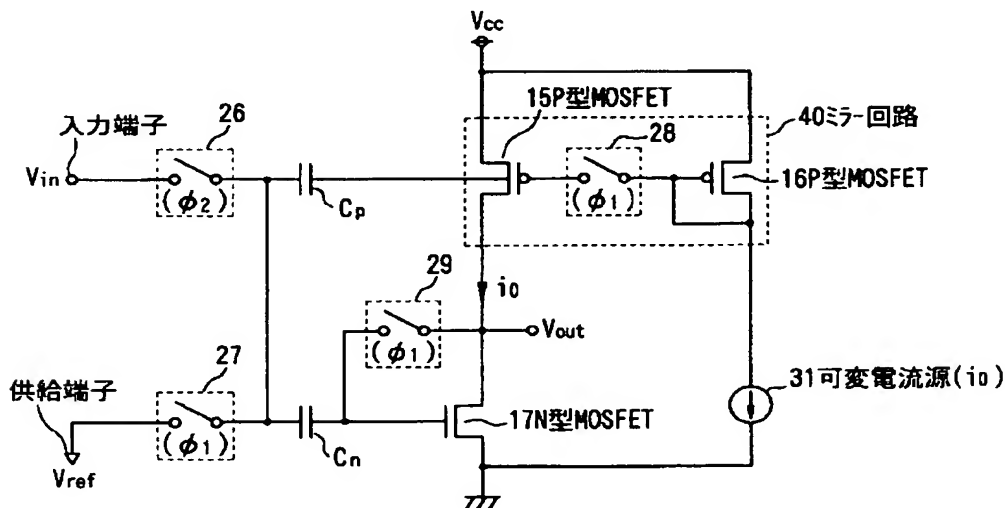 Vcc
15P型MOSFET
40ミラー回路
入力端子
26
28
Vin
(φ2)
Cp
(φ1)
16P型MOSFET
29
i0
(φ1)
Vout
供給端子
27
31可変電流源(i0)
Vref
(φ1)
Cn
17N型MOSFET